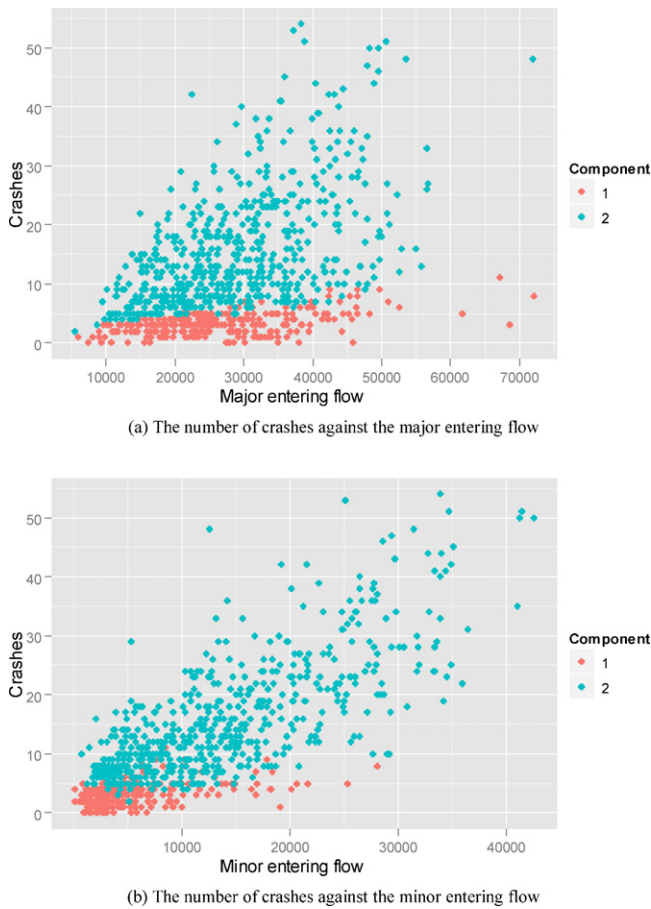 50
40
30
20
10
0
Crashes
10000 20000 30000 40000 50000 60000 70000
Major entering flow
Component
1
2
(a) The number of crashes against the major entering flow
50
40
30
20
10
0
Crashes
10000 20000 30000 40000
Minor entering flow
Component
1
2
(b) The number of crashes against the minor entering flow